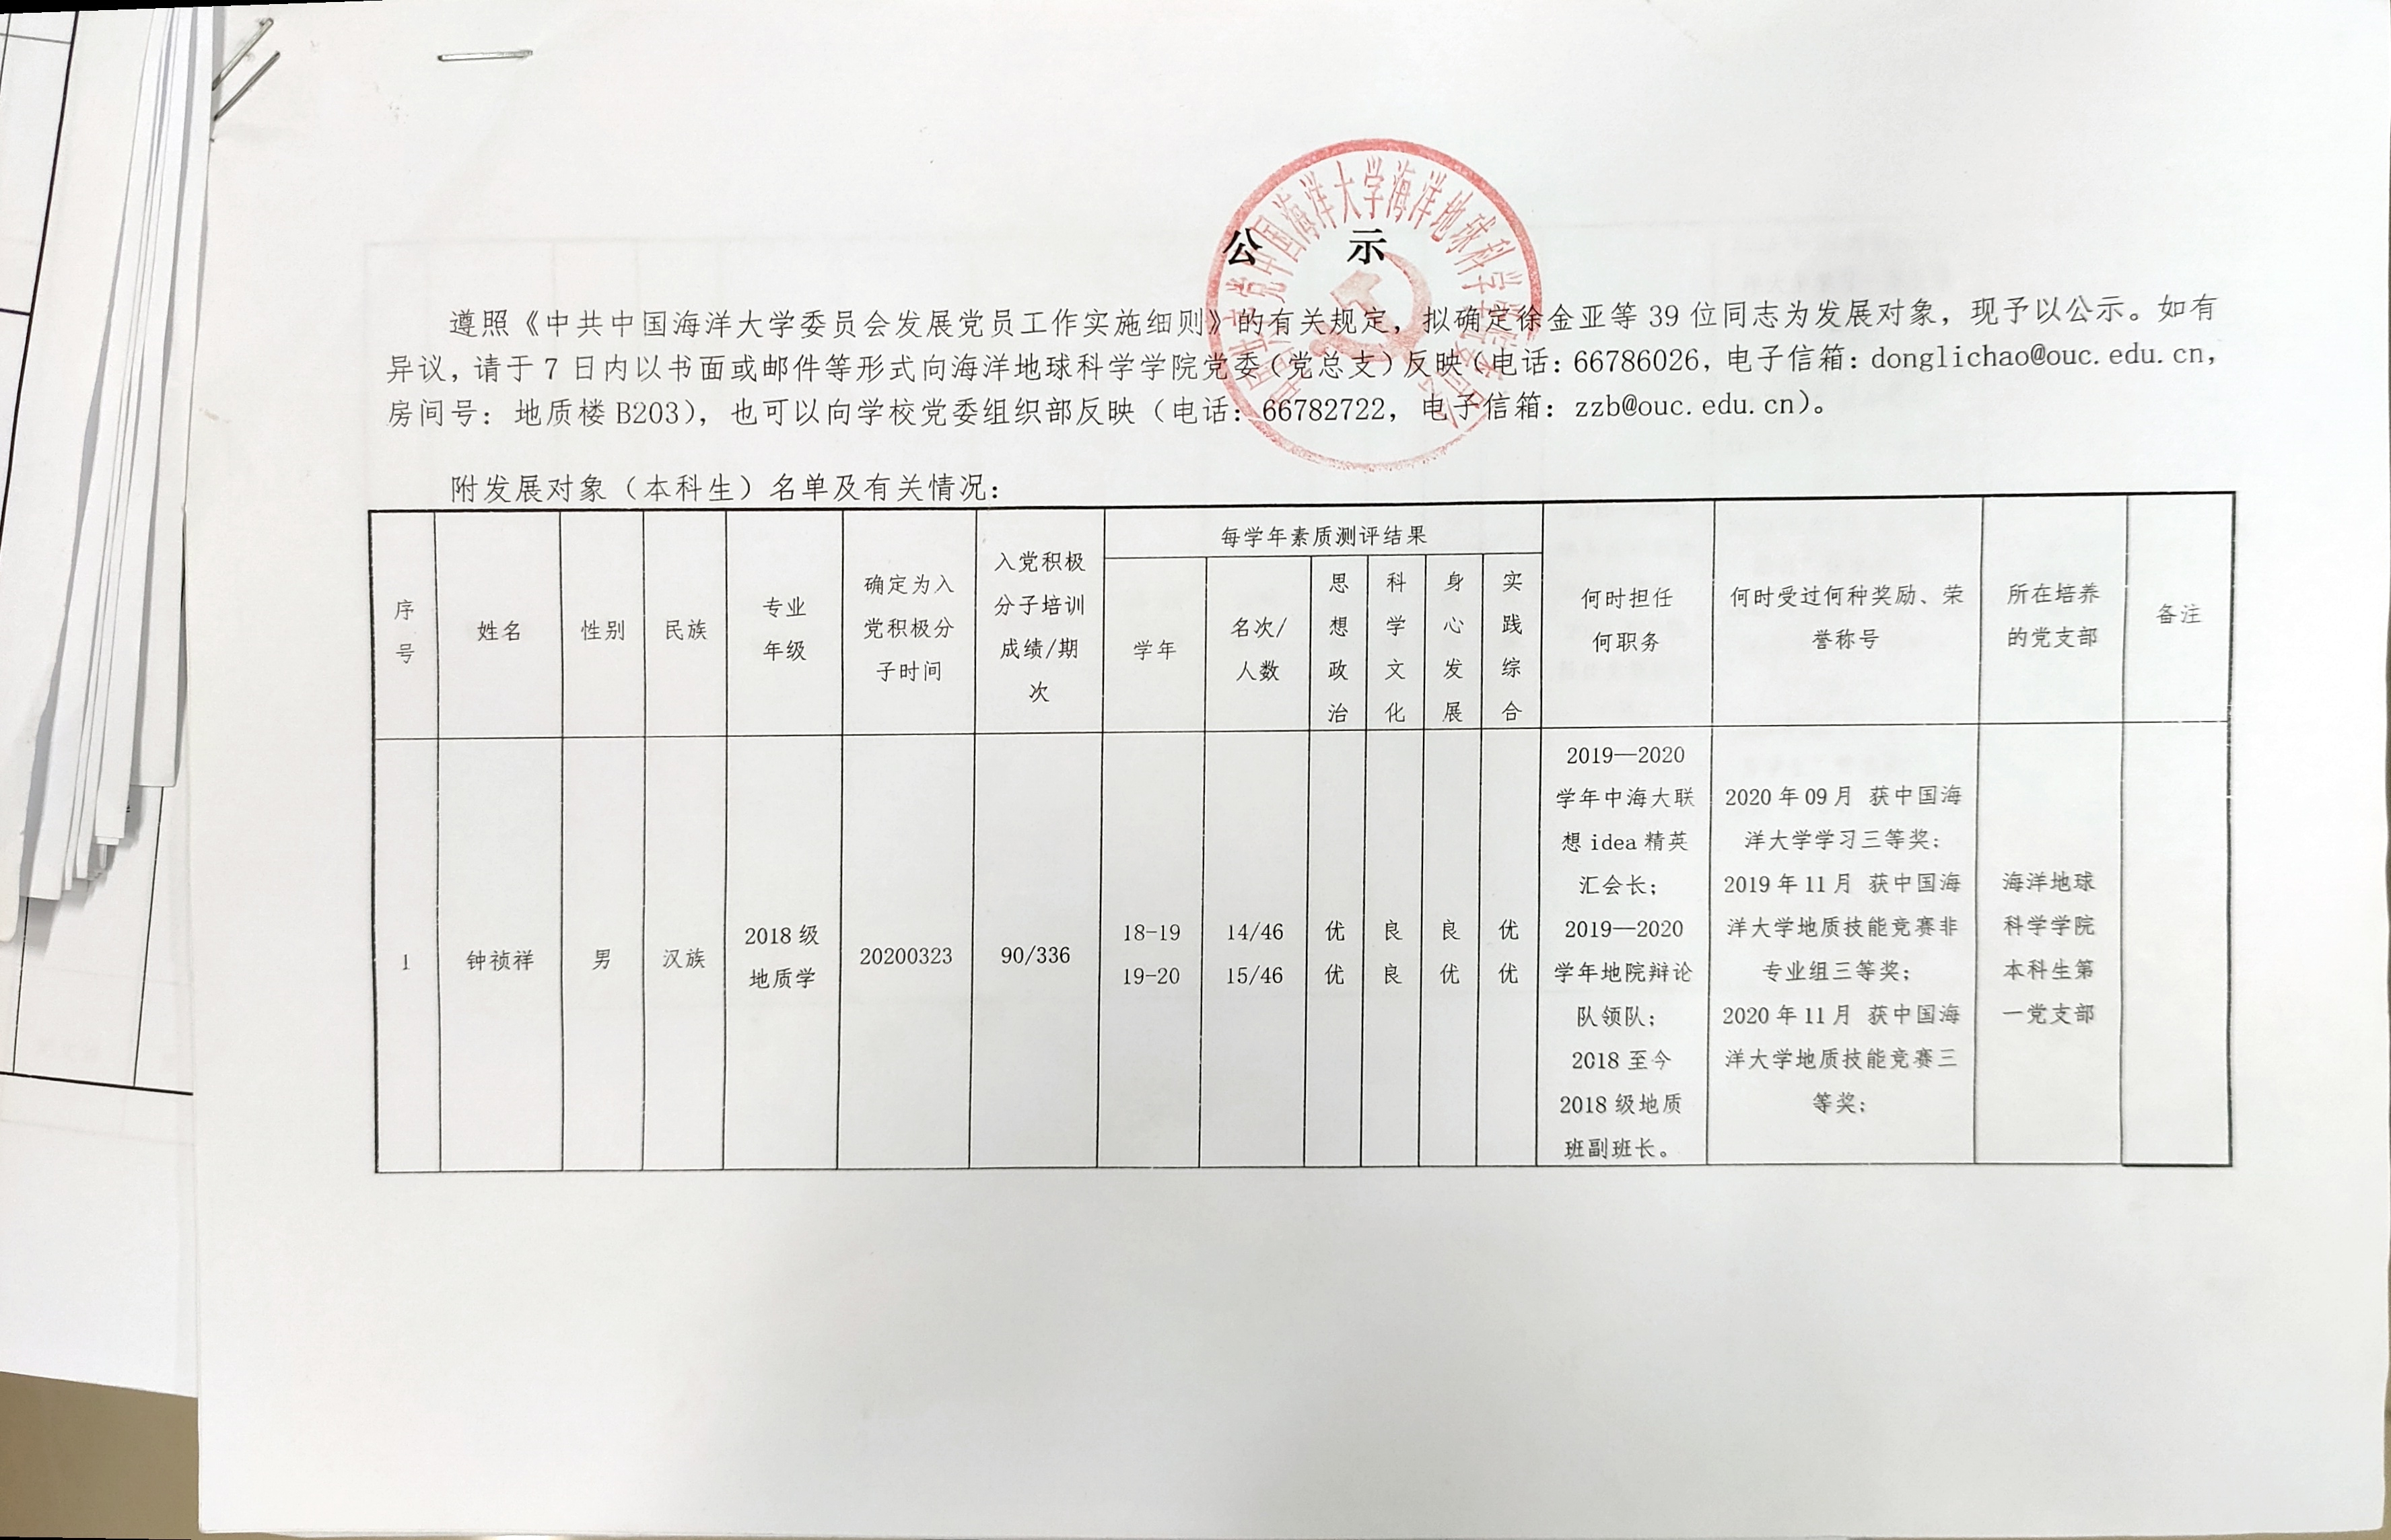 公 示
遵照《中共中国海洋大学委员会发展党员工作实施细则》的有关规定，拟确定徐金亚等 39 位同志为发展对象，现予以公示。如有
异议，请于 7 日内以书面或邮件等形式向海洋地球科学学院党委（党总支）反映（电话：66786026，电子信箱：donglichao@ouc.edu.cn，
房间号：地质楼 B203），也可以向学校党委组织部反映（电话：66782722，电子信箱：zzb@ouc.edu.cn）。
附发展对象（本科生）名单及有关情况：
序
号
姓名
性别
民族
专业
年级
确定为入
党积极分
子时间
入党积极
分子培训
成绩/期
次
每学年素质测评结果
学年
名次/
人数
思
想
政
治
科
学
文
化
身
心
发
展
实
践
综
合
何时担任
何职务
何时受过何种奖励、荣
誉称号
所在培养
的党支部
备注
1
钟祯祥
男
汉族
2018 级
地质学
20200323
90/336
18-19 14/46 优 良 良 优
19-20 15/46 优 良 优 优
2019—2020
学年中海大联
想 idea 精英
汇会长；
2019—2020
学年地院辩论
队领队；
2018 至今
2018 级地质
班副班长。
2020 年 09 月 获中国海
洋大学学习三等奖；
2019 年 11 月 获中国海
洋大学地质技能竞赛非
专业组三等奖；
2020 年 11 月 获中国海
洋大学地质技能竞赛三
等奖；
海洋地球
科学学院
本科生第
一党支部